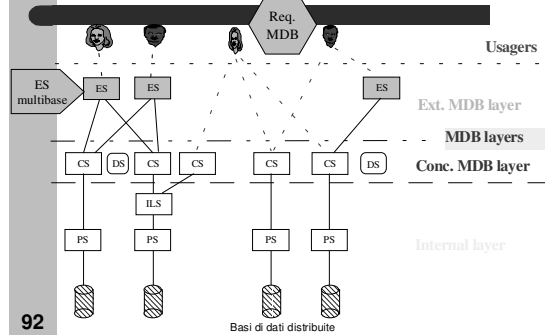 Req.
MDB
Usagers
ES
multibase
ES
ES
ES
Ext. MDB layer
MDB layers
CS
DS
CS
CS
CS
CS
DS
Conc. MDB layer
ILS
PS
PS
PS
PS
Internal layer
92
Basi di dati distribuite